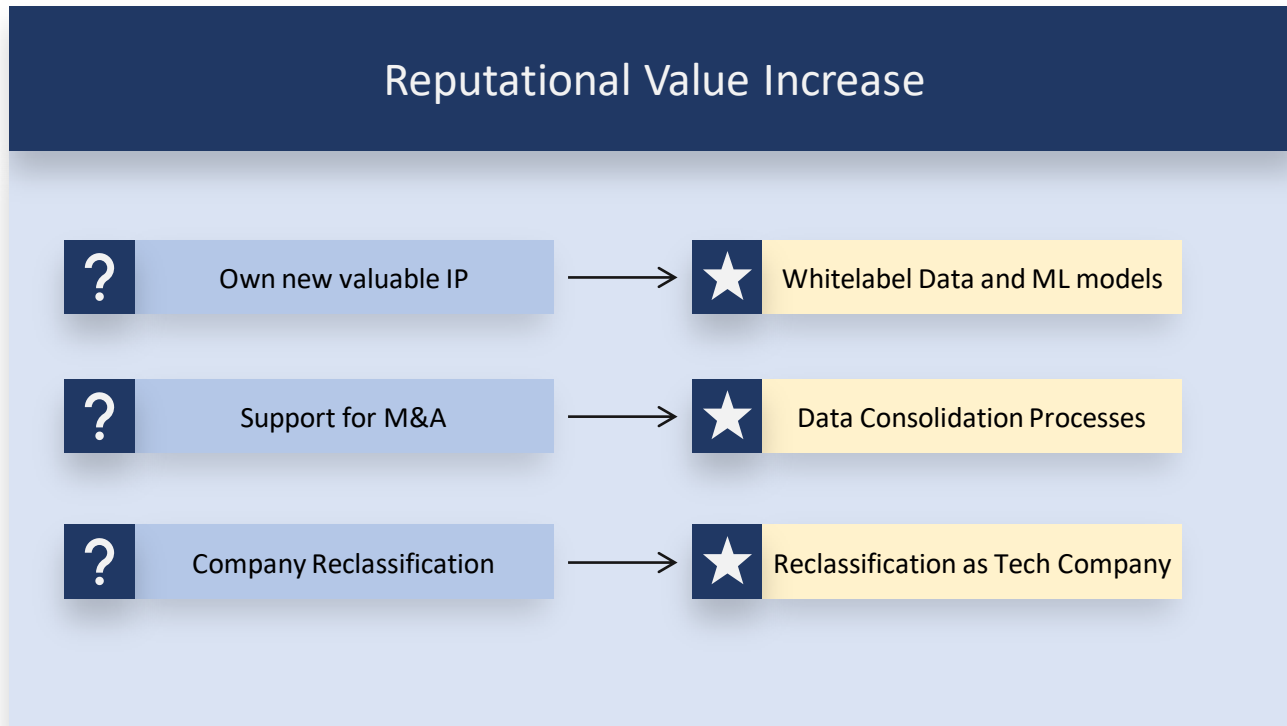 Reputational Value Increase
? Own new valuable IP
Whitelabel Data and ML models
? Support for M&A
Data Consolidation Processes
? Company Reclassification
Reclassification as Tech Company